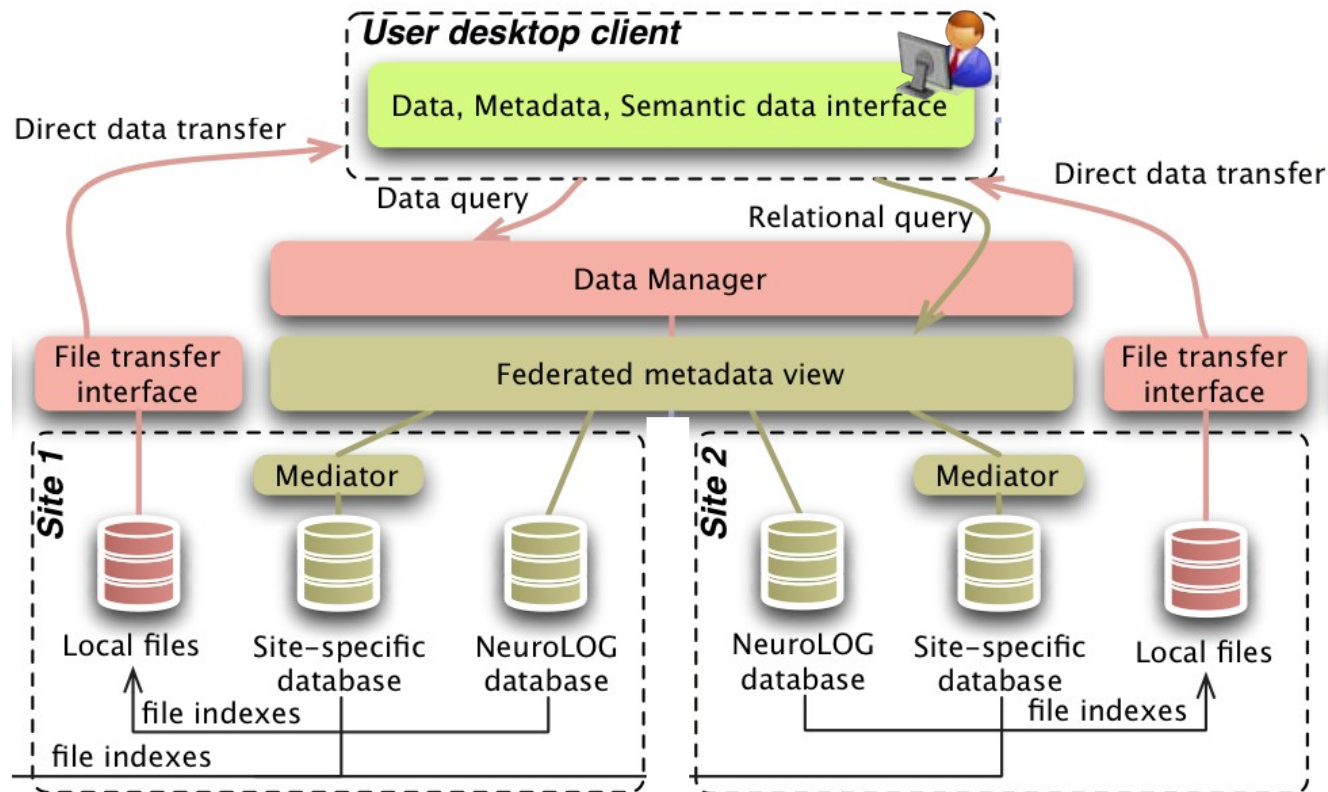 User desktop client
Data, Metadata, Semantic data interface
Direct data transfer
Data query
Relational query
Direct data transfer
Data Manager
File transfer
interface
Federated metadata view
File transfer
interface
Site 1
Mediator
Local files
Site-specific
database
NeuroLOG
database
file indexes
file indexes
Site 2
Mediator
NeuroLOG
database
Site-specific
database
Local files
file indexes